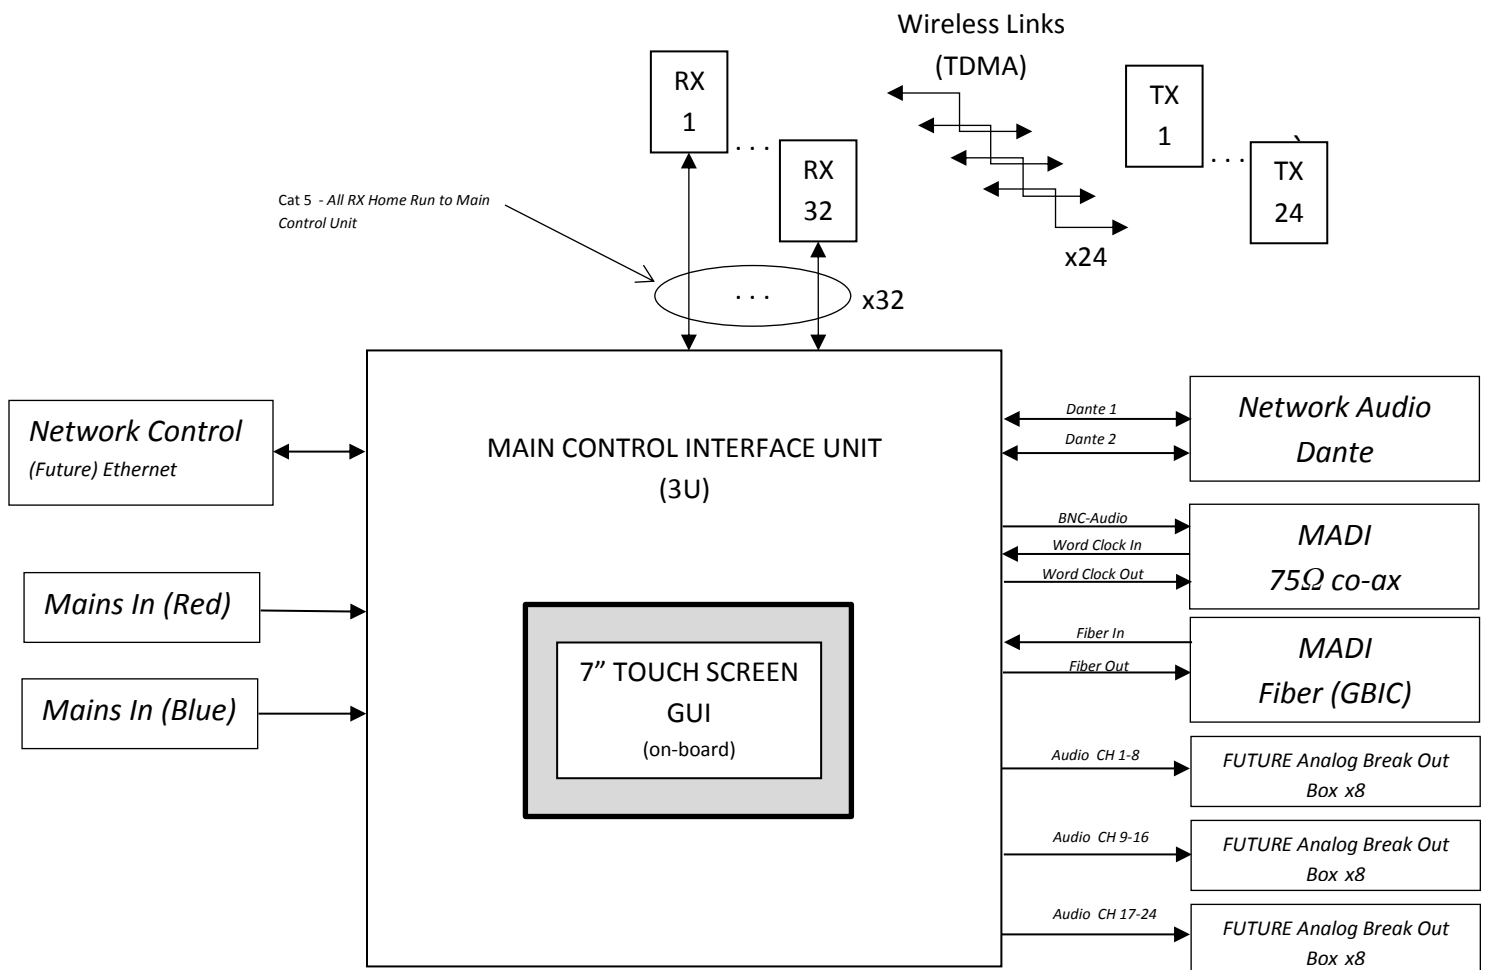 Wireless Links
(TDMA)
RX
1
. . .
RX
32
TX
1
. . .
TX
24
x24
Cat 5  - All RX Home Run to Main
Control Unit
. . .
x32
Network Control
(Future) Ethernet
Mains In (Red)
Mains In (Blue)
MAIN CONTROL INTERFACE UNIT
(3U)
7” TOUCH SCREEN
GUI
(on-board)
Dante 1
Dante 2
Network Audio
Dante
BNC-Audio
Word Clock In
Word Clock Out
MADI
75Ω co-ax
Fiber In
Fiber Out
MADI
Fiber (GBIC)
Audio  CH 1-8
FUTURE Analog Break Out
Box x8
Audio  CH 9-16
FUTURE Analog Break Out
Box x8
Audio  CH 17-24
FUTURE Analog Break Out
Box x8